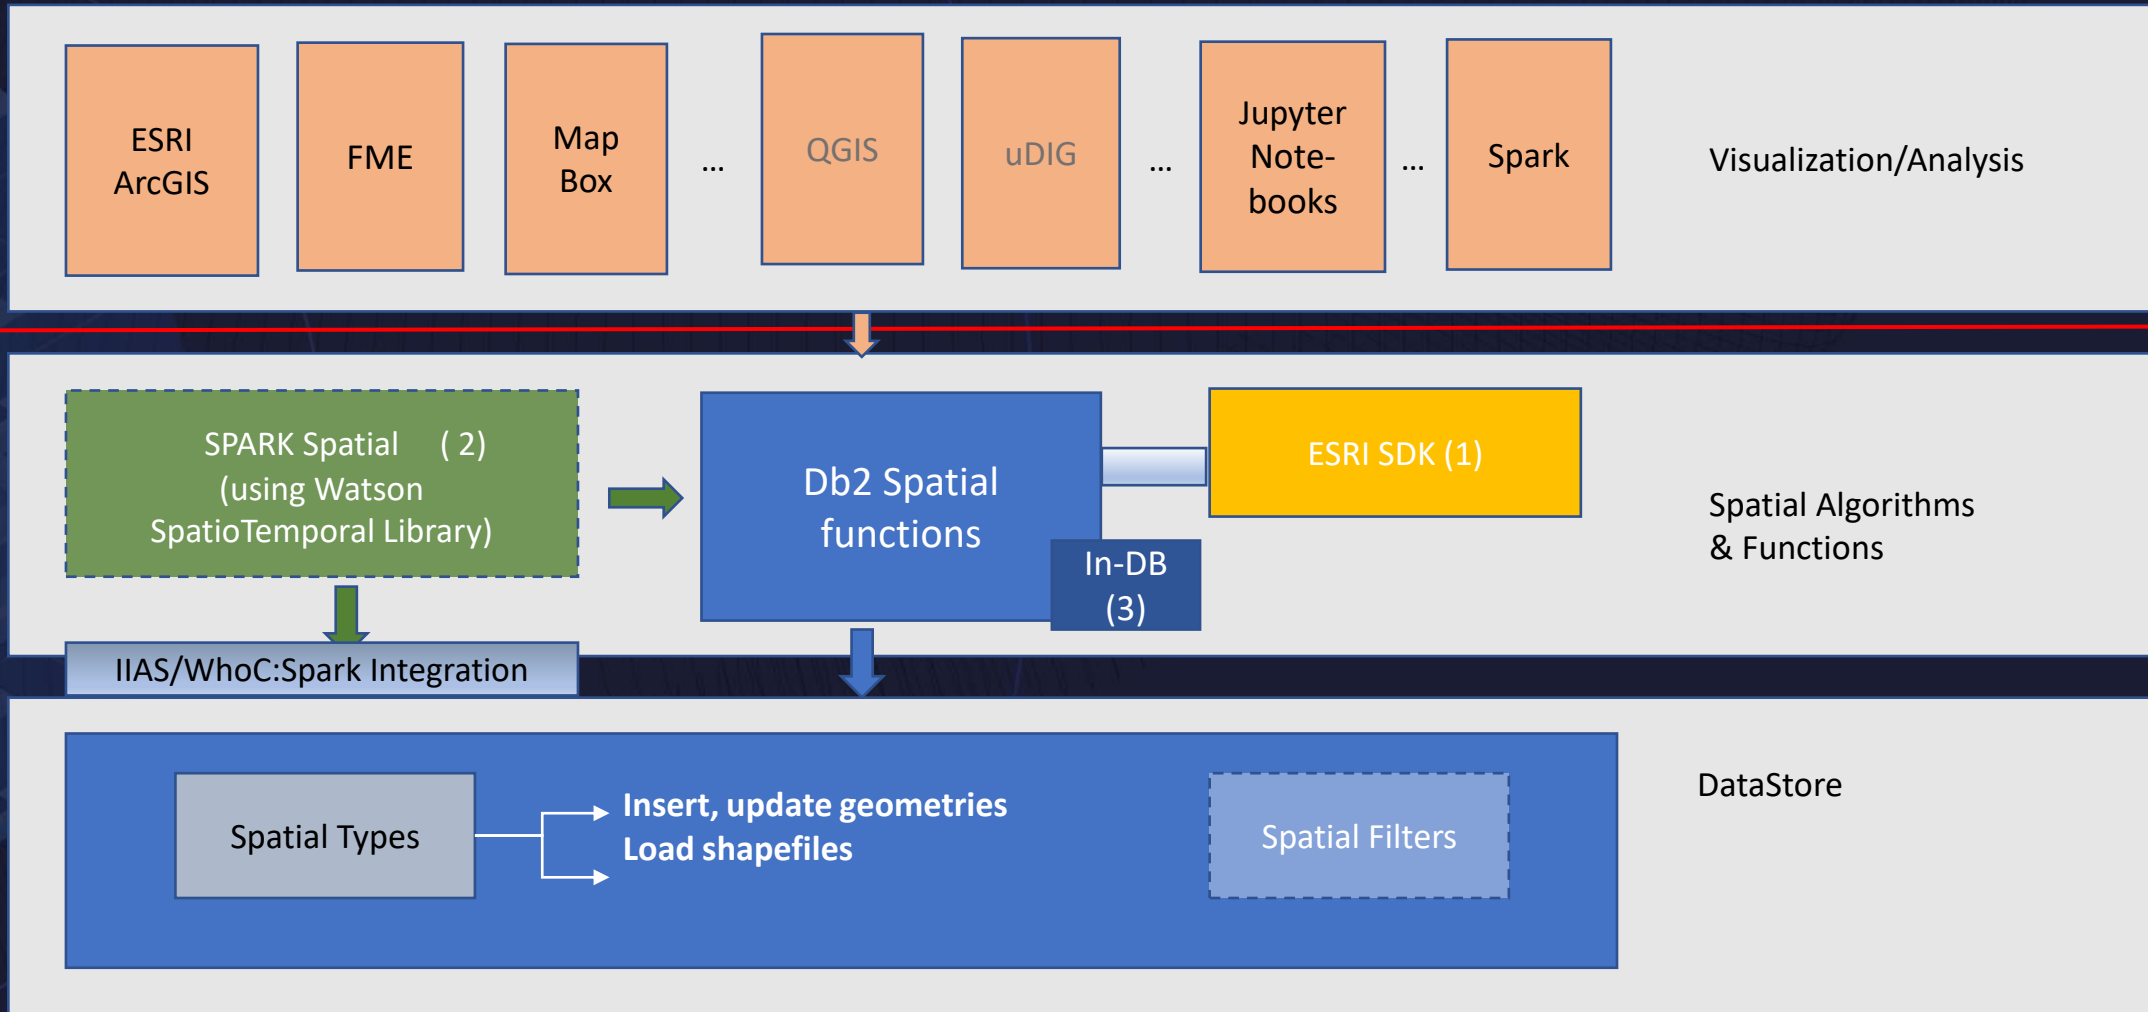 ESRI
ArcGIS
FME
Map
Box
...
QGIS
uDIG
...
Jupyter
Note-
books
...
Spark
Visualization/Analysis
SPARK Spatial ( 2)
(using Watson
SpatioTemporal Library)
Db2 Spatial
functions
In-DB
(3)
ESRI SDK (1)
Spatial Algorithms
& Functions
IIAS/WhoC:Spark Integration
Spatial Types
Insert, update geometries
Load shapefiles
Spatial Filters
DataStore